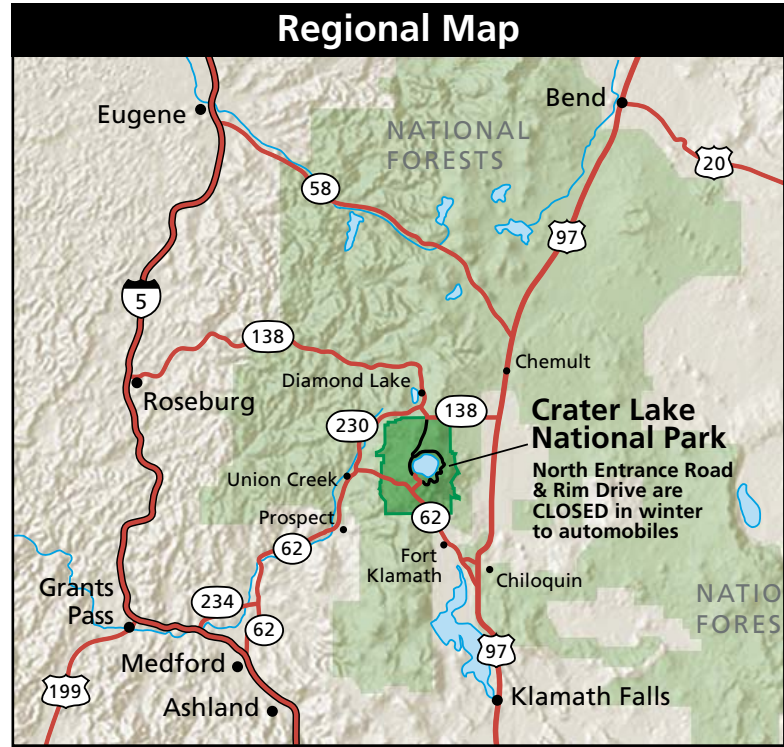 Regional Map
Eugene
Bend
NATIONAL
FORESTS
20
58
97
5
138
Chemult
Diamond Lake
Roseburg
138
230
Crater Lake
National Park
North Entrance Road
& Rim Drive are
CLOSED in winter
to automobiles
Union Creek
62
Prospect
62
Fort
Klamath
Chiloquin
Grants
Pass
234
62
NATIO
FORES
97
Medford
199
Klamath Falls
Ashland